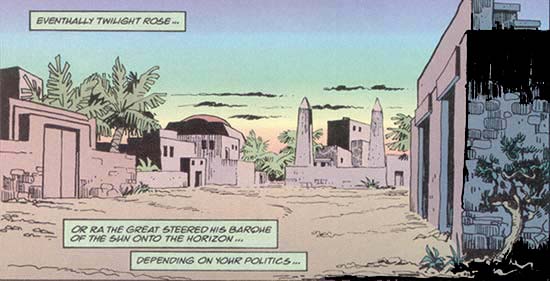 EVENTUALLY TWILIGHT ROSE...
OR RA THE GREAT STEERED HIS BARQUE
OF THE SUN ONTO THE HORIZON...
DEPENDING ON YOUR POLITICS...